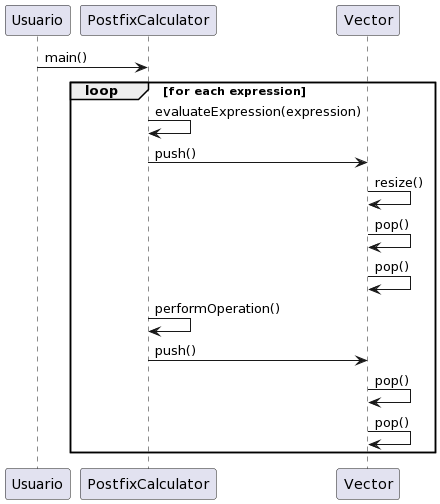 Usuario PostfixCalculator Vector
main()
loop [for each expression]
evaluateExpression(expression)
push()
resize()
pop()
pop()
performOperation()
push()
pop()
pop()
Usuario PostfixCalculator Vector